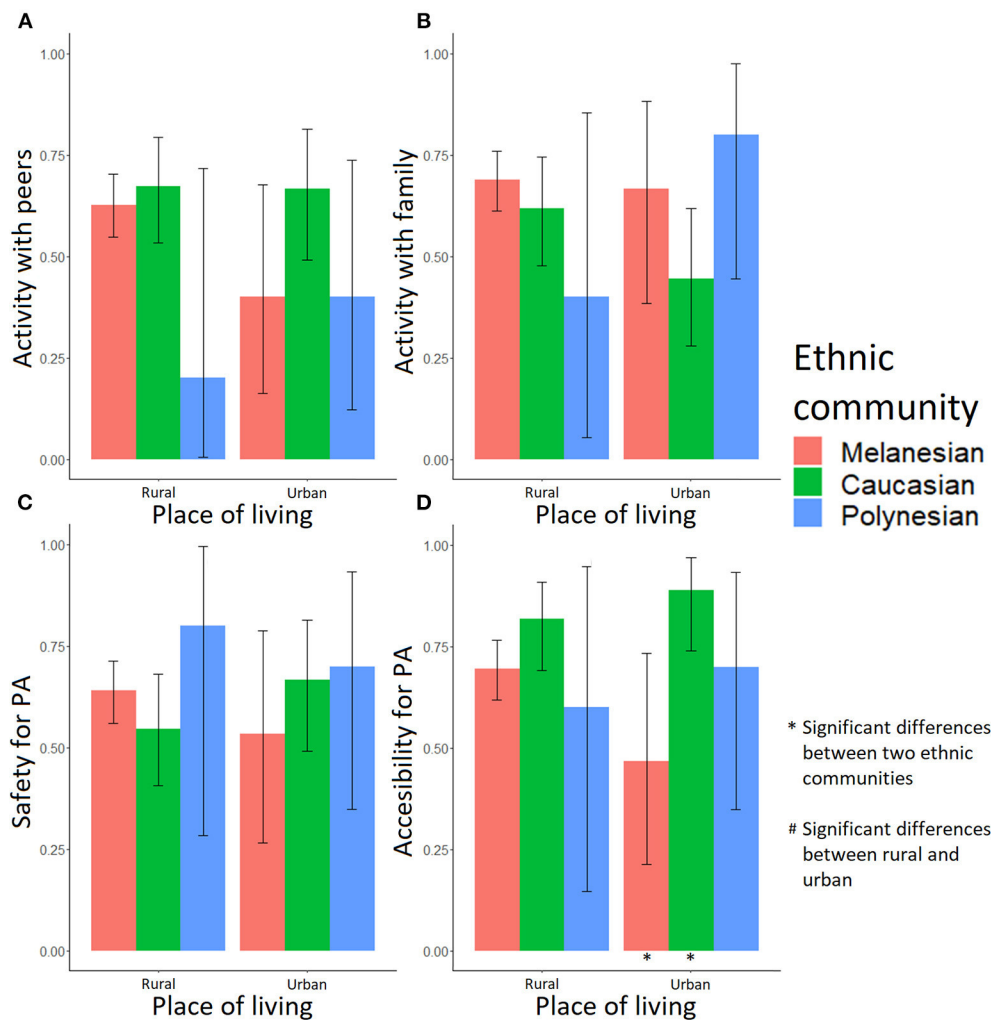 A
Activity with peers
1.00
0.75
0.50
0.25
0.00
Rural
Urban
Place of living
B
Activity with family
1.00
0.75
0.50
0.25
0.00
Rural
Urban
Place of living
Ethnic
community
Melanesian
Caucasian
Polynesian
C
Safety for PA
1.00
0.75
0.50
0.25
0.00
Rural
Urban
Place of living
D
Accesibility for PA
1.00
0.75
0.50
0.25
0.00
* *
Rural
Urban
Place of living
* Significant differences
between two ethnic
communities
# Significant differences
between rural and
urban